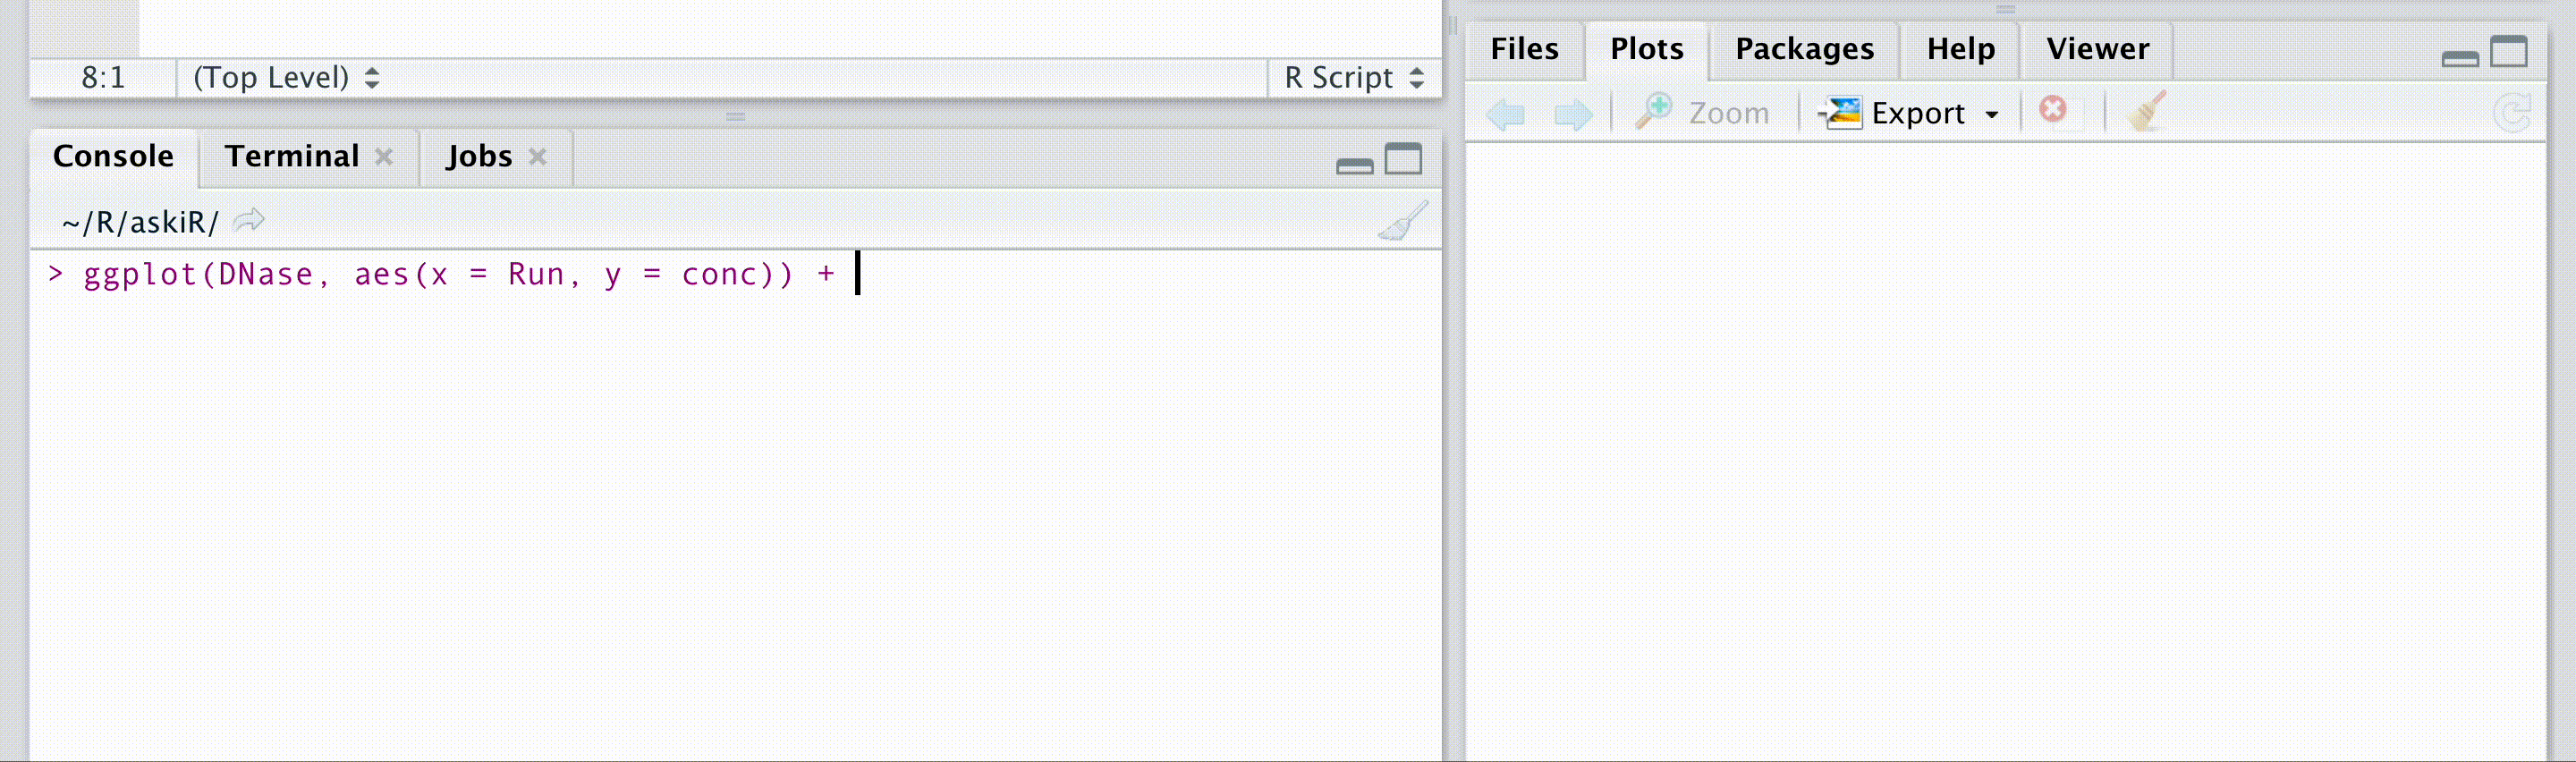 8:1 (Top Level) R Script
Console Terminal Jobs
~/R/askiR/
> ggplot(DNase, aes(x = Run, y = conc)) +
Files Plots Packages Help Viewer
Zoom Export